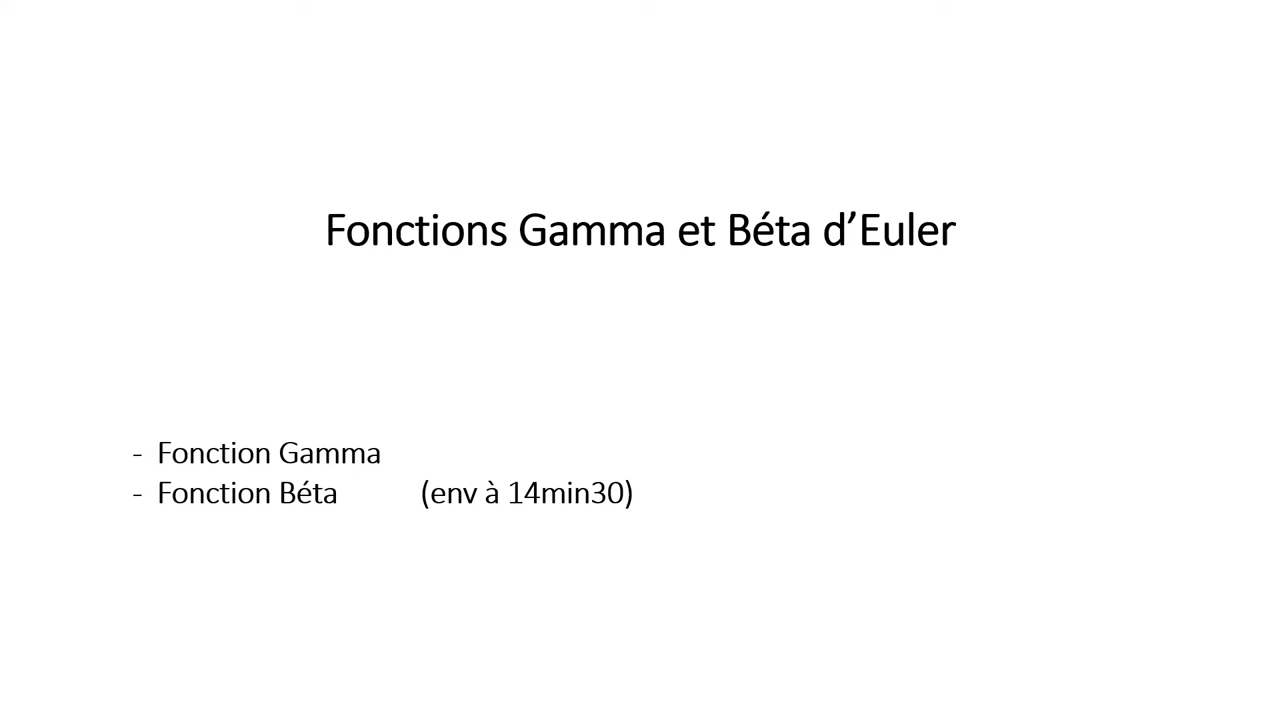 Fonctions Gamma et Béta d’Euler
- Fonction Gamma
- Fonction Béta (env à 14min30)